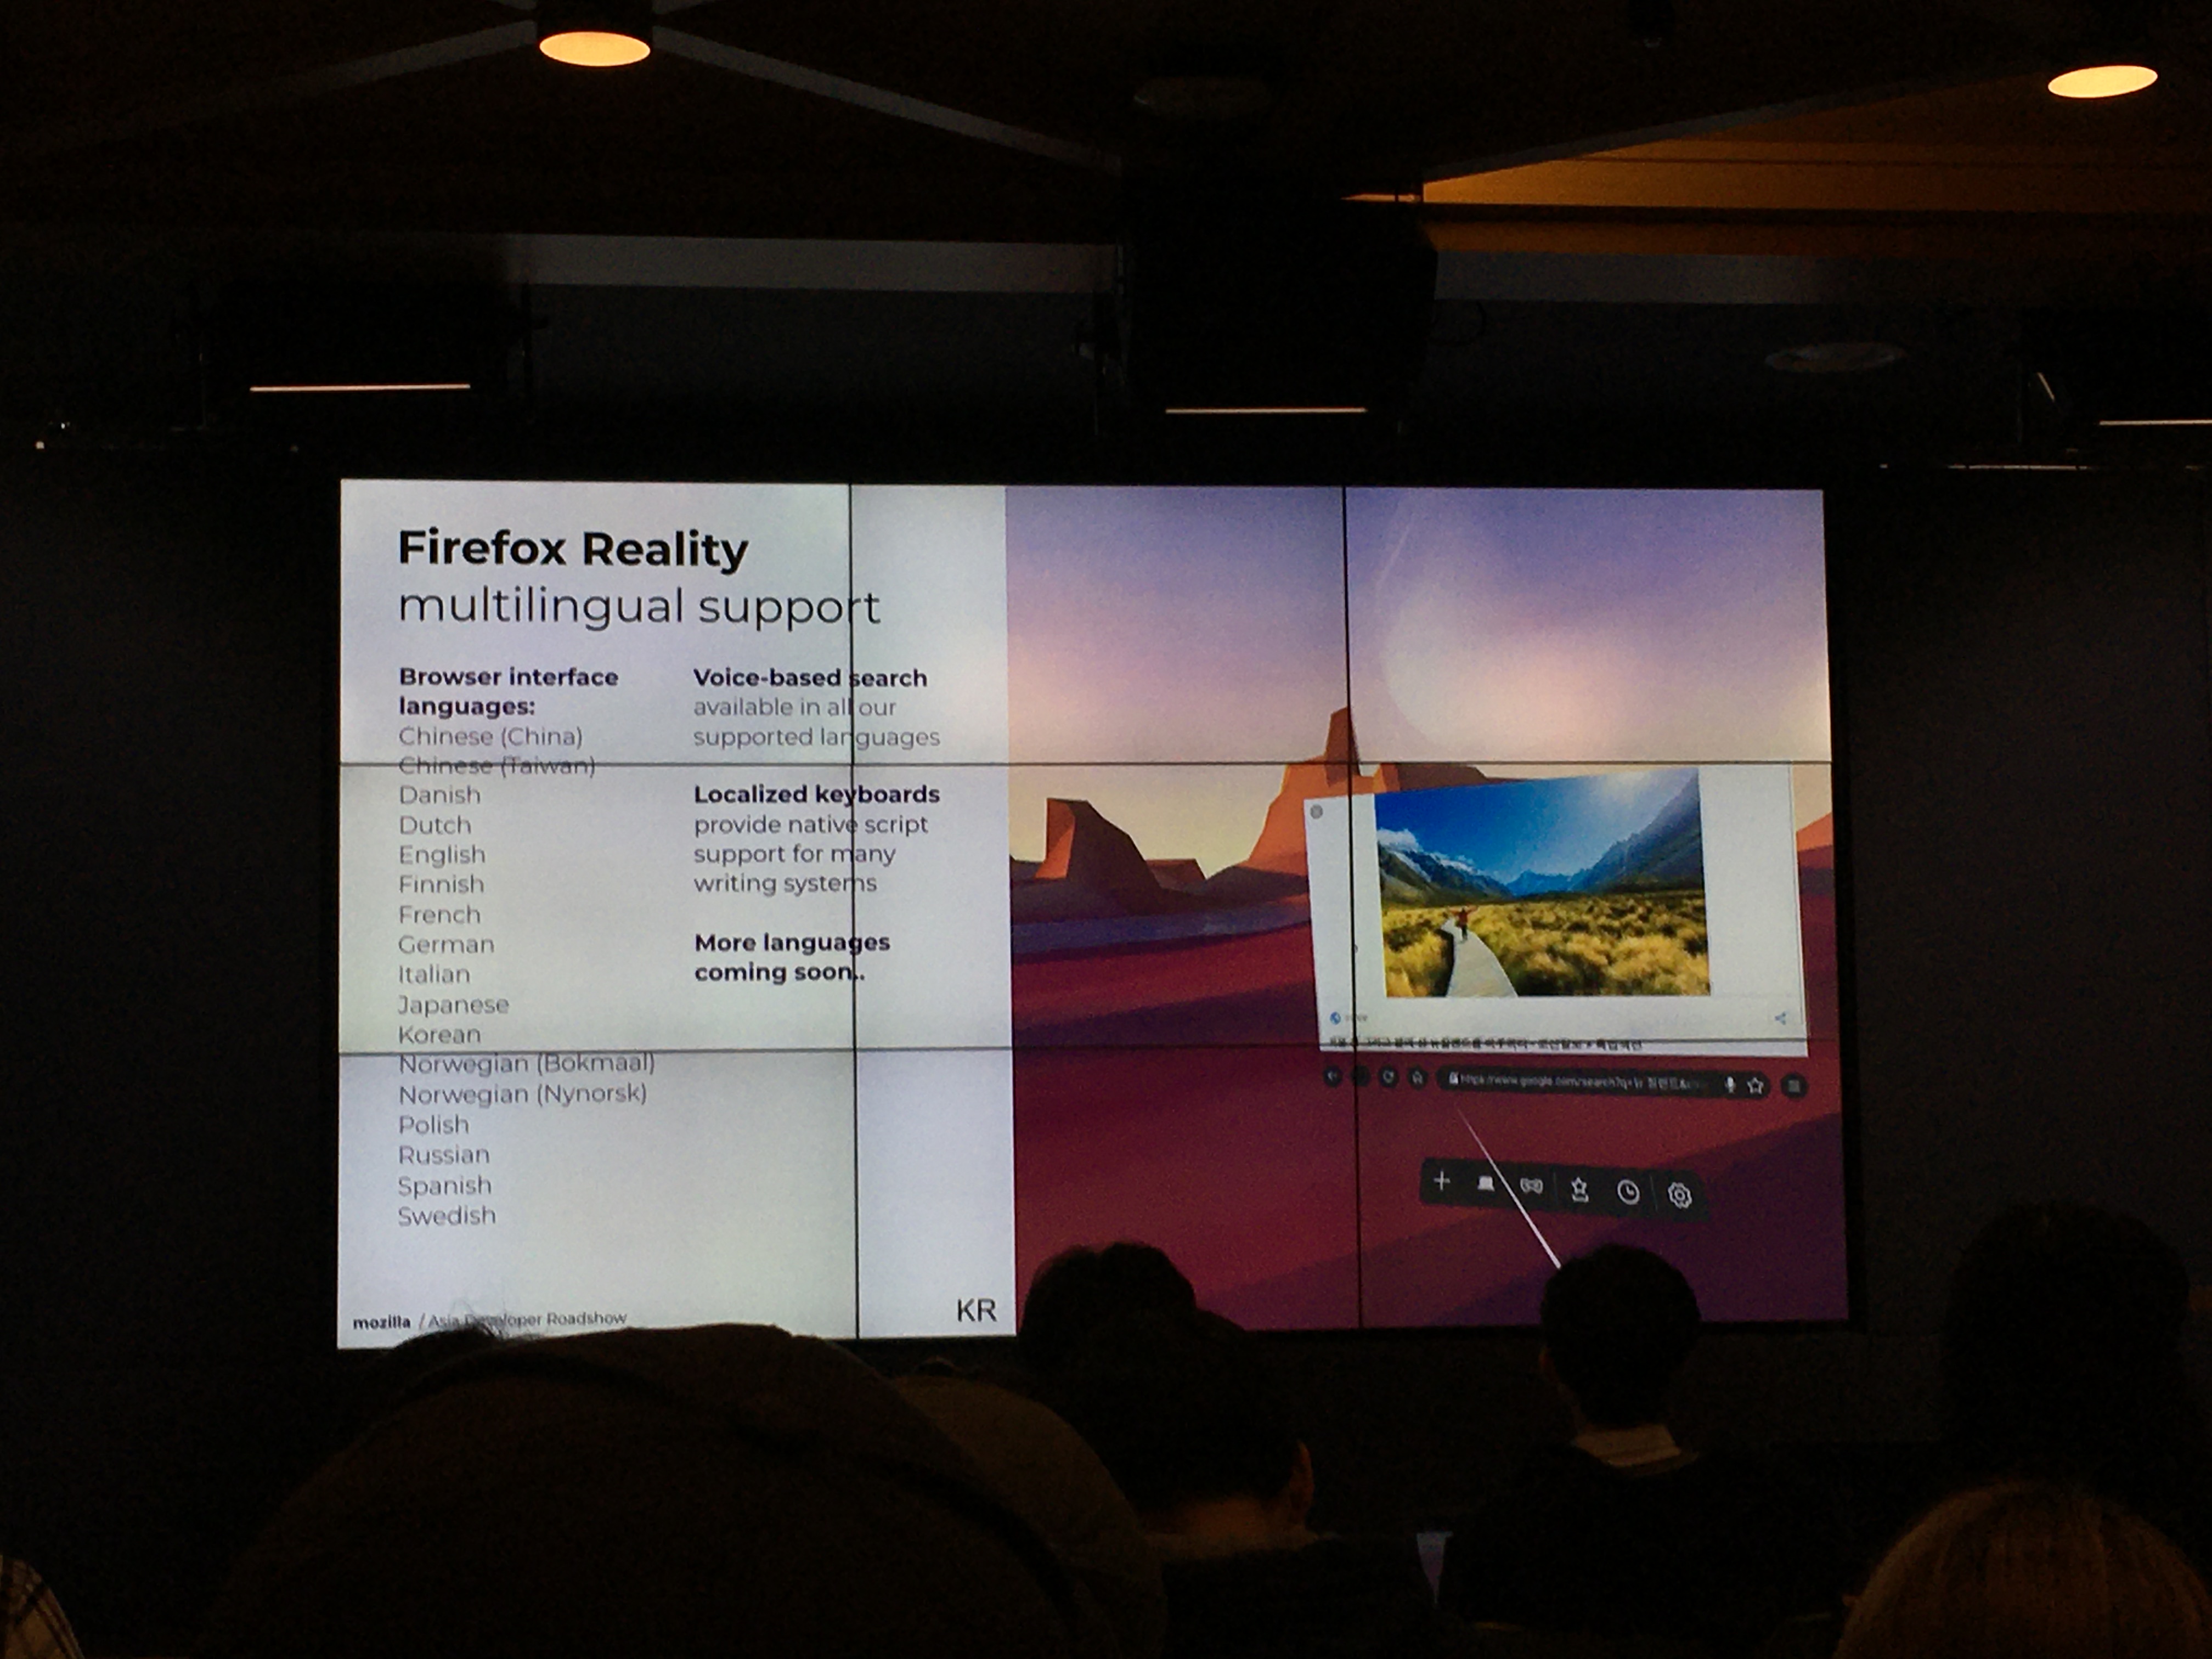 Firefox Reality
multilingual support
Browser interface
languages:
Chinese (China)
Chinese (Taiwan)
Danish
Dutch
English
Finnish
French
German
Italian
Japanese
Korean
Norwegian (Bokmaal)
Norwegian (Nynorsk)
Polish
Russian
Spanish
Swedish
Voice-based search
available in all our
supported languages
Localized keyboards
provide native script
support for many
writing systems
More languages
coming soon..
mozilla / Asia Developer Roadshow
KR
https://www.google.com/search?q=